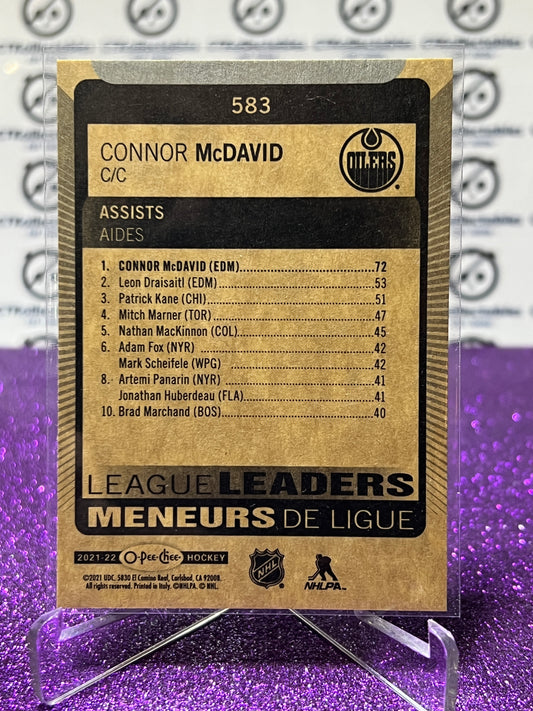 583
CONNOR McDAVID
C/C
OILERS
ASSISTS
AIDES
1. CONNOR McDAVID (EDM)........72
2. Leon Draisaitl (EDM)........53
3. Patrick Kane (CHI)........51
4. Mitch Marner (TOR)........47
5. Nathan MacKinnon (COL)........45
6. Adam Fox (NYR)........42
Mark Scheifele (WPG)........42
8. Artemi Panarin (NYR)........41
Jonathan Huberdeau (FLA)........41
10. Brad Marchand (BOS)........40
LEAGUE LEADERS
MENEURS DE LIGUE
2021-22 O-Pee-Chee HOCKEY
NHL
NHLPA
©2021 UDC. 5830 El Camino Real, Carlsbad, CA 92008.
All rights reserved. Printed in Italy. ©NHLPA. © NHL.